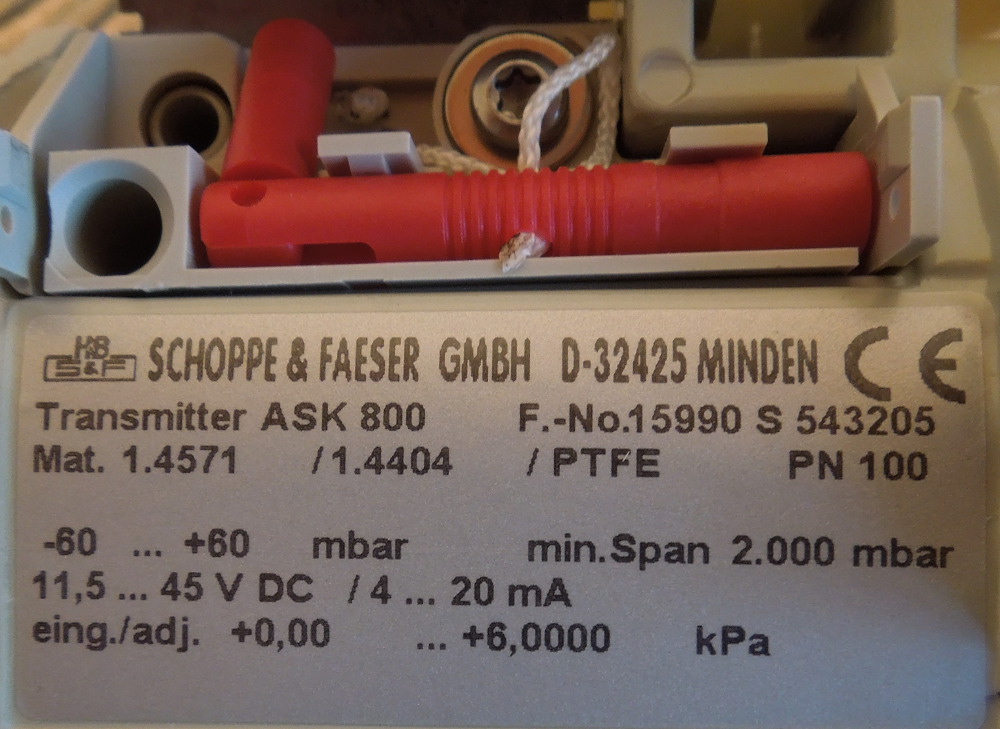 H&B
S&F SCHOPPE & FAESER GMBH D-32425 MINDEN CE
Transmitter ASK 800 F.-No.15990 S 543205
Mat. 1.4571 /1.4404 / PTFE PN 100
-60 ... +60 mbar min.Span 2.000 mbar
11,5 ... 45 V DC / 4 ... 20 mA
eing./adj. +0,00 ... +6,0000 kPa